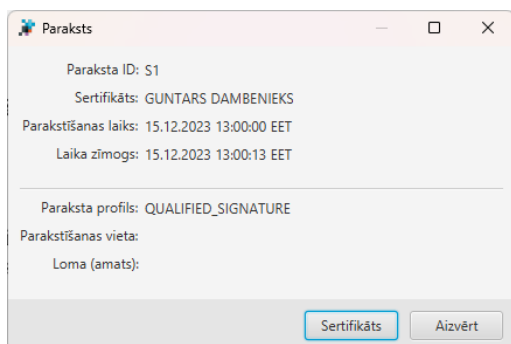 Paraksts
Paraksta ID: S1
Sertifikāts: GUNTARS DAMBENIEKS
Parakstīšanas laiks: 15.12.2023 13:00:00 EET
Laika zīmogs: 15.12.2023 13:00:13 EET
Paraksta profils: QUALIFIED_SIGNATURE
Parakstīšanas vieta:
Loma (amats):
Sertifikāts Aizvērt